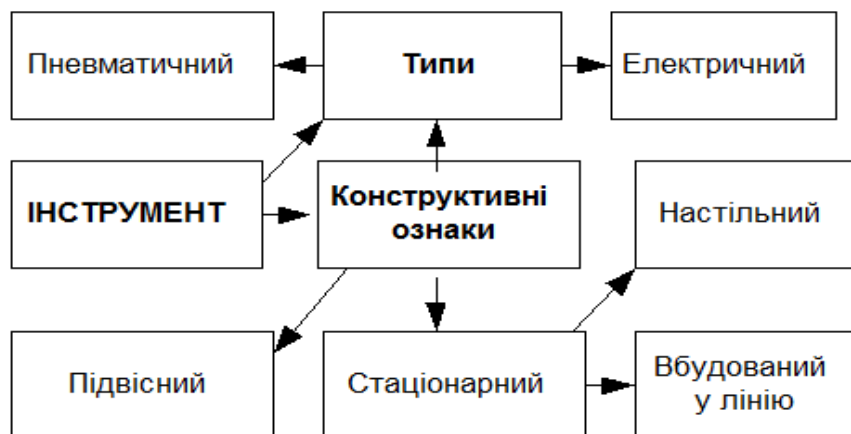 Пневматичний
Типи
Електричний
ІНСТРУМЕНТ
Конструктивні
ознаки
Настільний
Підвісний
Стаціонарний
Вбудований
у лінію